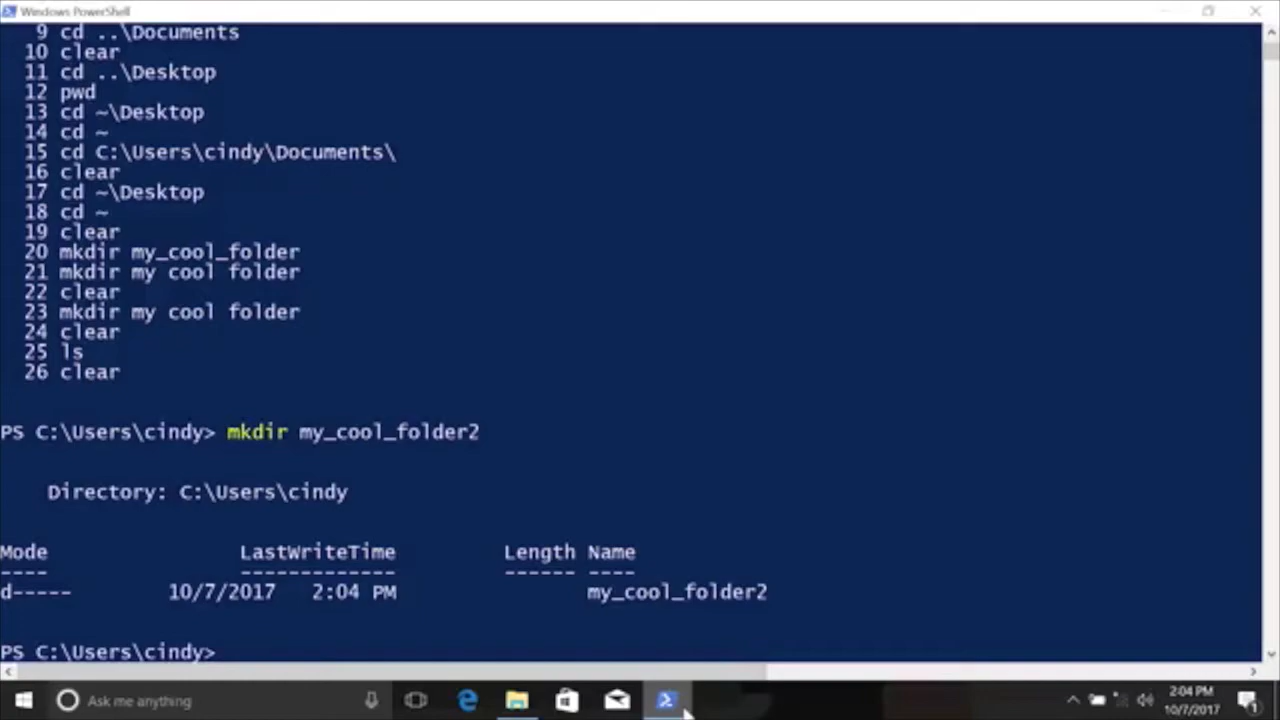 Windows PowerShell
9 cd ..\Documents
10 clear
11 cd ..\Desktop
12 pwd
13 cd ~\Desktop
14 cd ~
15 cd C:\Users\cindy\Documents\
16 clear
17 cd ~\Desktop
18 cd ~
19 clear
20 mkdir my_cool_folder
21 mkdir my cool folder
22 clear
23 mkdir my cool folder
24 clear
25 ls
26 clear
PS C:\Users\cindy> mkdir my_cool_folder2
Directory: C:\Users\cindy
Mode LastWriteTime Length Name
---- ------------- ------ ----
d----- 10/7/2017 2:04 PM my_cool_folder2
PS C:\Users\cindy>
Ask me anything
2:04 PM
10/7/2017
1